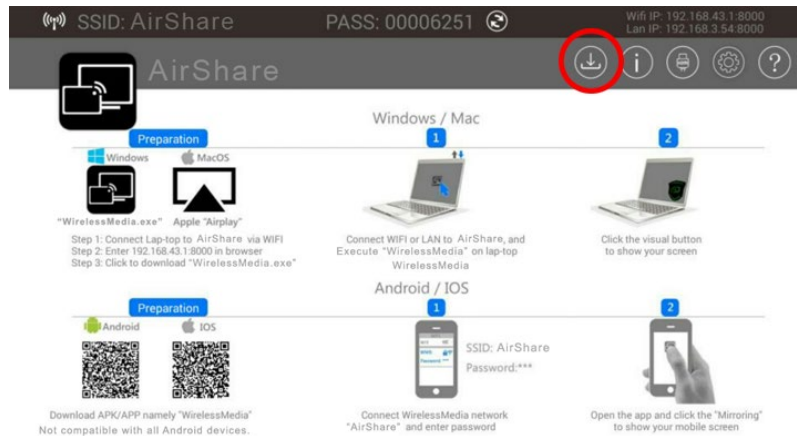 SSID: AirShare
PASS: 00006251
Wifi IP: 192.168.43.1:8000
Lan IP: 192.168.3.54:8000
AirShare
Windows / Mac
Preparation
1
2
Windows
MacOS
"WirelessMedia.exe"
Apple "Airplay"
Step 1: Connect Lap-top to AirShare via WIFI
Step 2: Enter 192.168.43.1:8000 in browser
Step 3: Click to download "WirelessMedia.exe"
Connect WIFI or LAN to AirShare, and
Execute "WirelessMedia" on lap-top
WirelessMedia
Click the visual button
to show your screen
Android / IOS
Preparation
1
2
Android
IOS
SSID: AirShare
Password:***
Download APK/APP namely "WirelessMedia"
Not compatible with all Android devices.
Connect WirelessMedia network
"AirShare" and enter password
Open the app and click the "Mirroring"
to show your mobile screen